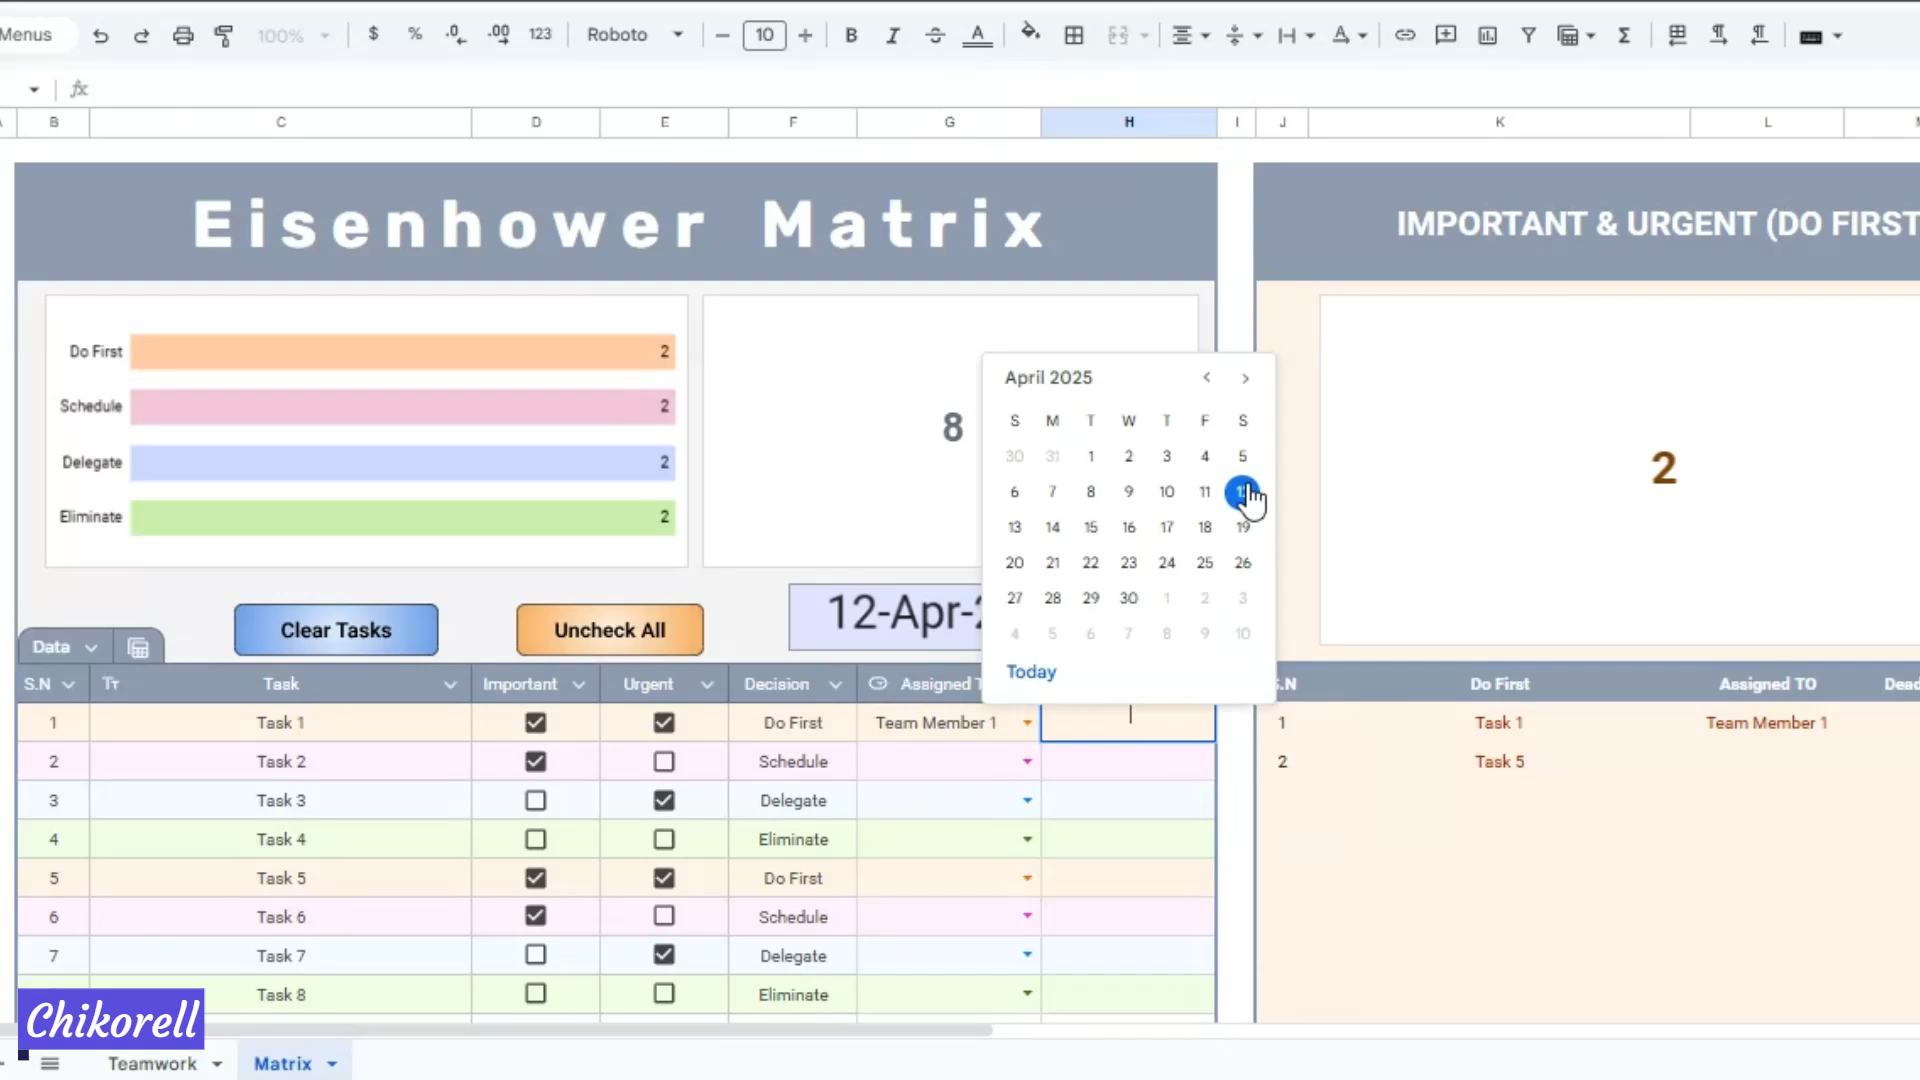 Menus
100%
$ % .0 .00 123 Roboto 10 B I A
fx
B C D E F G H I J K L
Eisenhower Matrix
IMPORTANT & URGENT (DO FIRST
Do First 2
Schedule 2
Delegate 2
Eliminate 2
8
2
April 2025
S M T W T F S
30 31 1 2 3 4 5
6 7 8 9 10 11
13 14 15 16 17 18 19
20 21 22 23 24 25 26
27 28 29 30 1 2 3
4 5 6 7 8 9 10
Today
Clear Tasks
Uncheck All
12-Apr-
Data
S.N Tт Task Important Urgent Decision Assigned T
1 Task 1 Do First Team Member 1
2 Task 2 Schedule
3 Task 3 Delegate
4 Task 4 Eliminate
5 Task 5 Do First
6 Task 6 Schedule
7 Task 7 Delegate
Task 8 Eliminate
S.N Do First Assigned TO Dead
1 Task 1 Team Member 1
2 Task 5
Chikorell
Teamwork Matrix